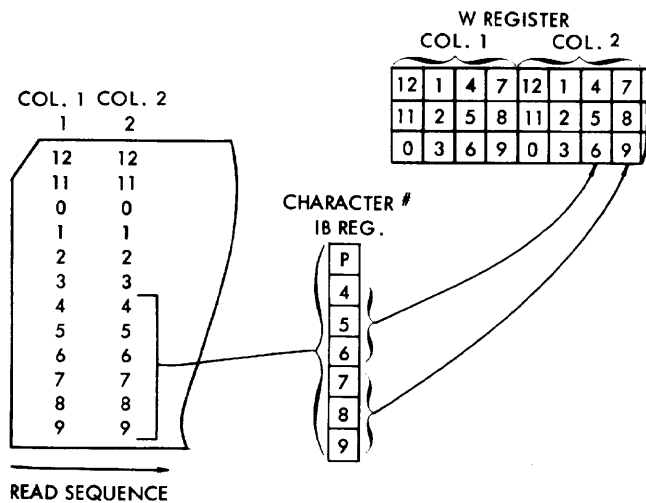 W REGISTER
COL. 1 COL. 2
12 1 4 7 12 1 4 7
11 2 5 8 11 2 5 8
0 3 6 9 0 3 6 9
COL. 1 COL. 2
1 2
12 12
11 11
0 0
1 1
2 2
3 3
4 4
5 5
6 6
7 7
8 8
9 9
READ SEQUENCE
CHARACTER #
IB REG.
P
4
5
6
7
8
9